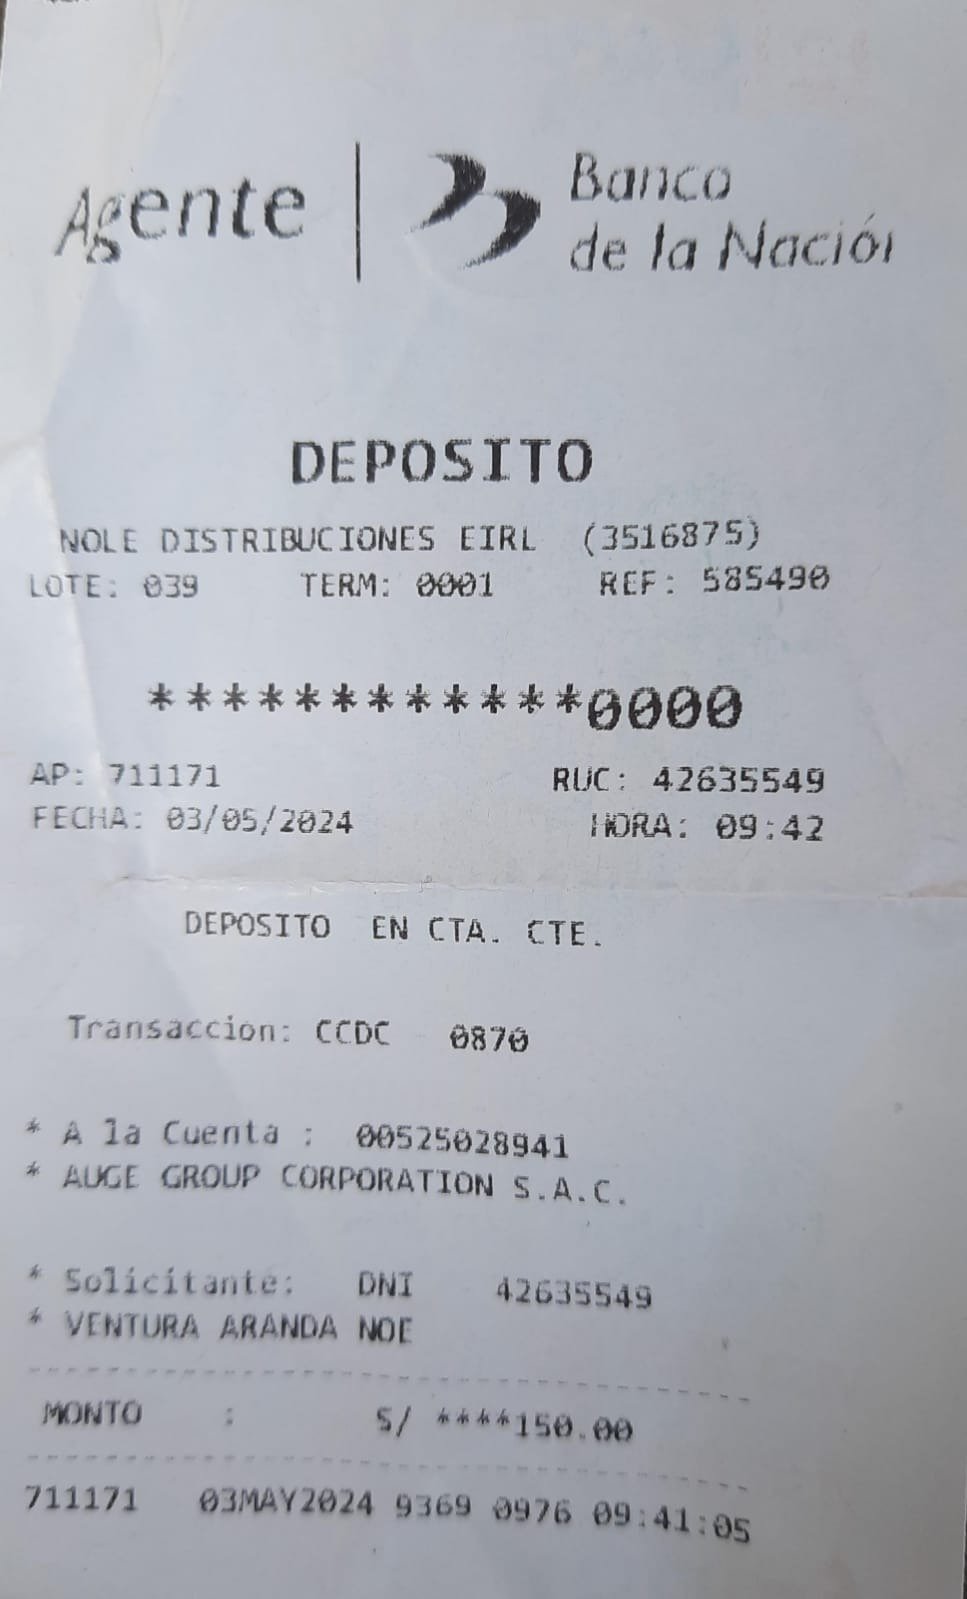 Agente
Banco
de la Nación
DEPOSITO
NOLE DISTRIBUCIONES EIRL (3516875)
LOTE: 039 TERM: 0001 REF: 585490
************0000
AP: 711171 RUC: 42635549
FECHA: 03/05/2024 HORA: 09:42
DEPOSITO EN CTA. CTE.
Transaccion: CCDC 0870
* A la Cuenta : 00525028941
* AUGE GROUP CORPORATION S.A.C.
* Solicitante: DNI 42635549
* VENTURA ARANDA NOE
MONTO : S/ ****150.00
711171 03MAY2024 9369 0976 09:41:05